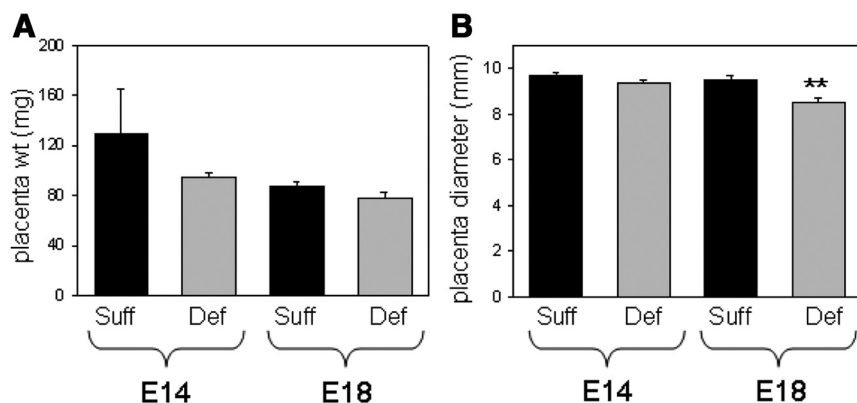 A
placenta wt (mg)
200
160
120
80
40
0
Suff Def Suff Def
E14 E18
B
placenta diameter (mm)
10
8
6
4
2
0
**
Suff Def Suff Def
E14 E18